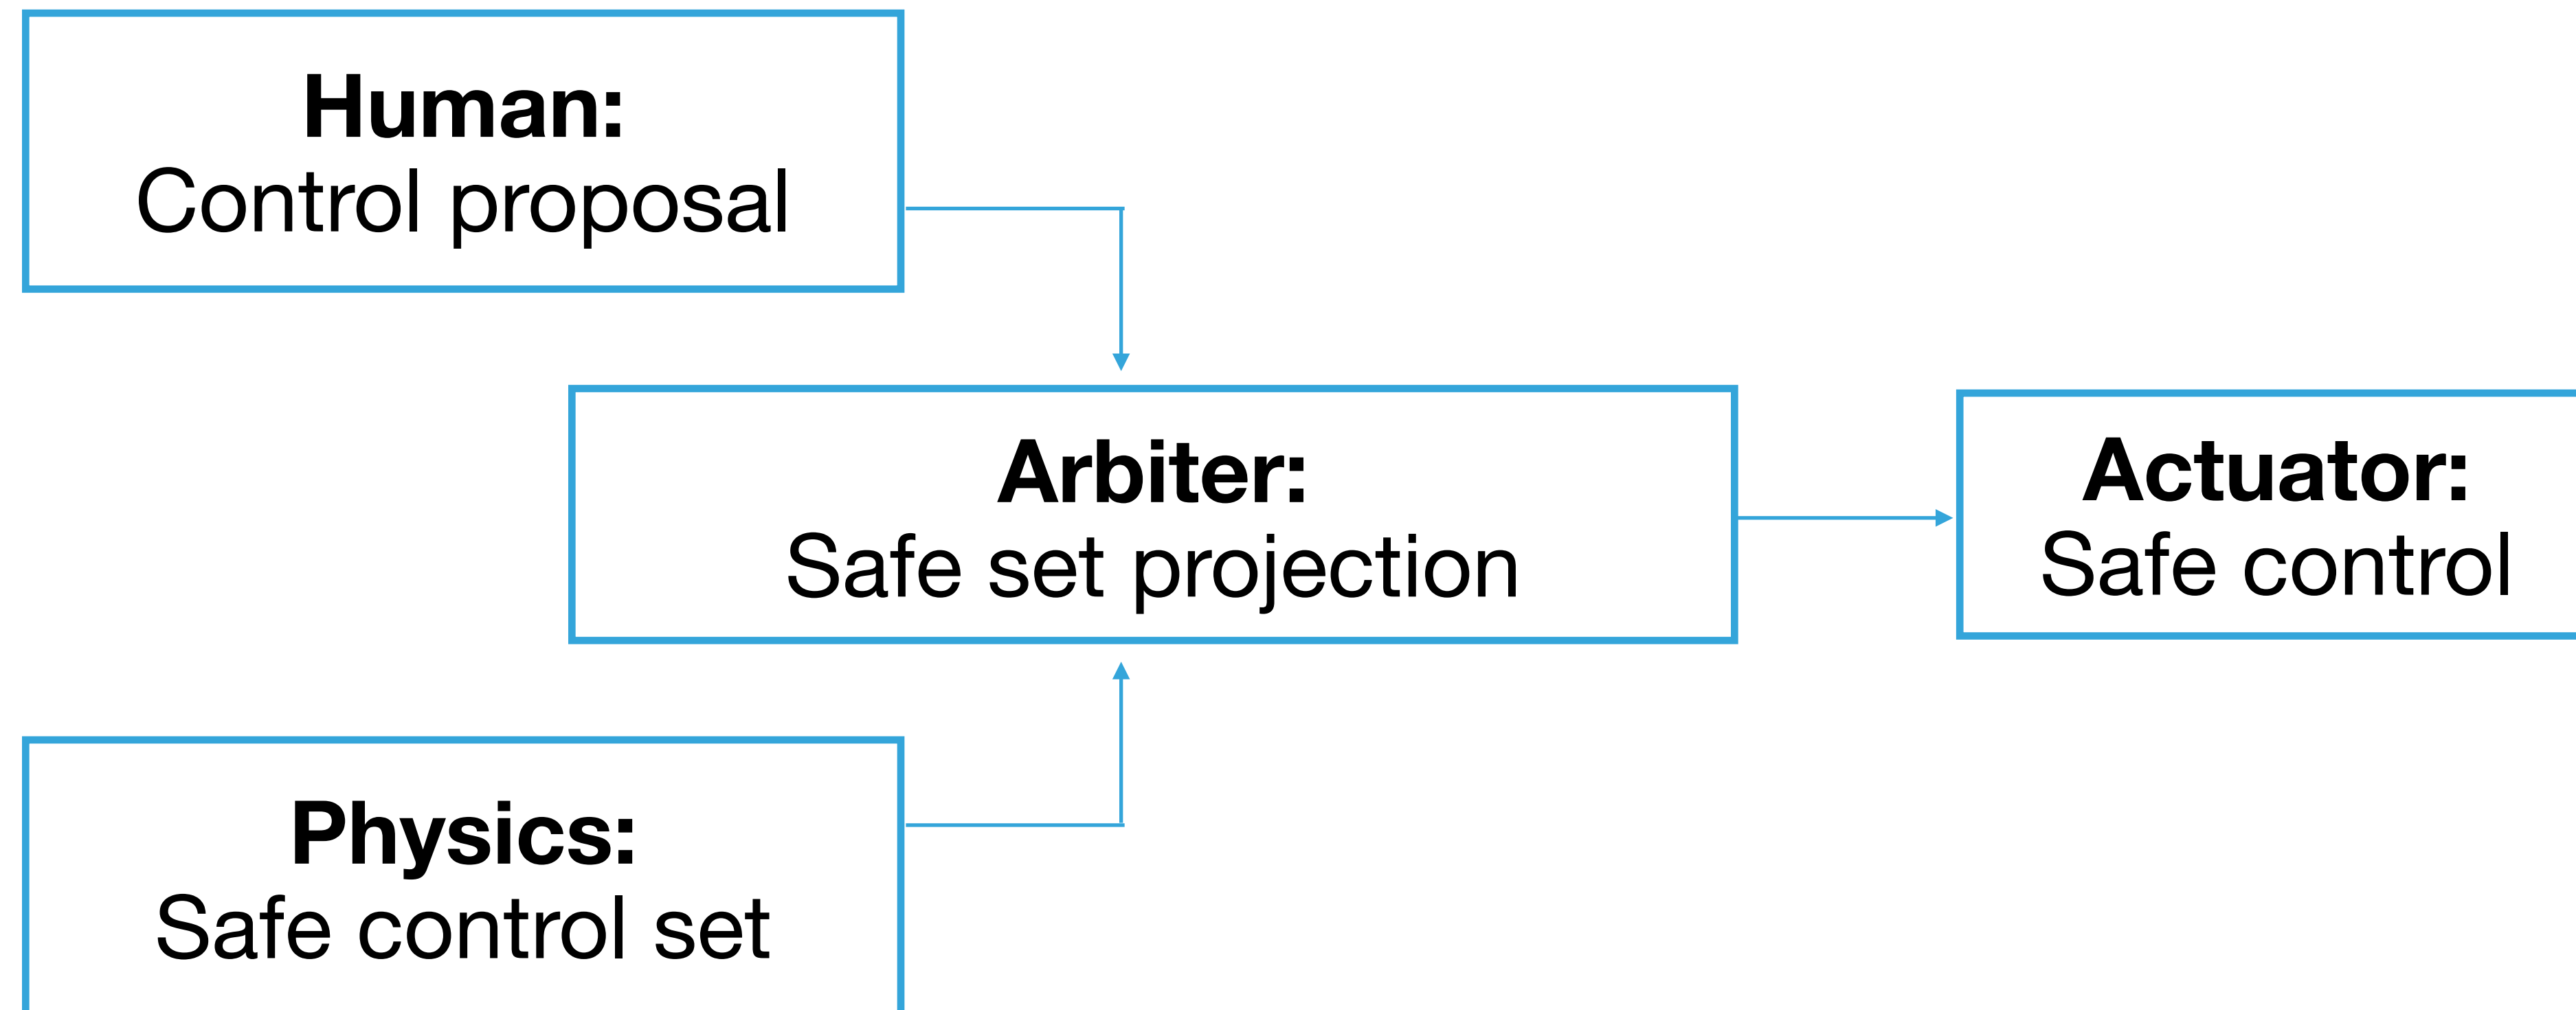 Human:
Control proposal
Arbiter:
Safe set projection
Actuator:
Safe control
Physics:
Safe control set